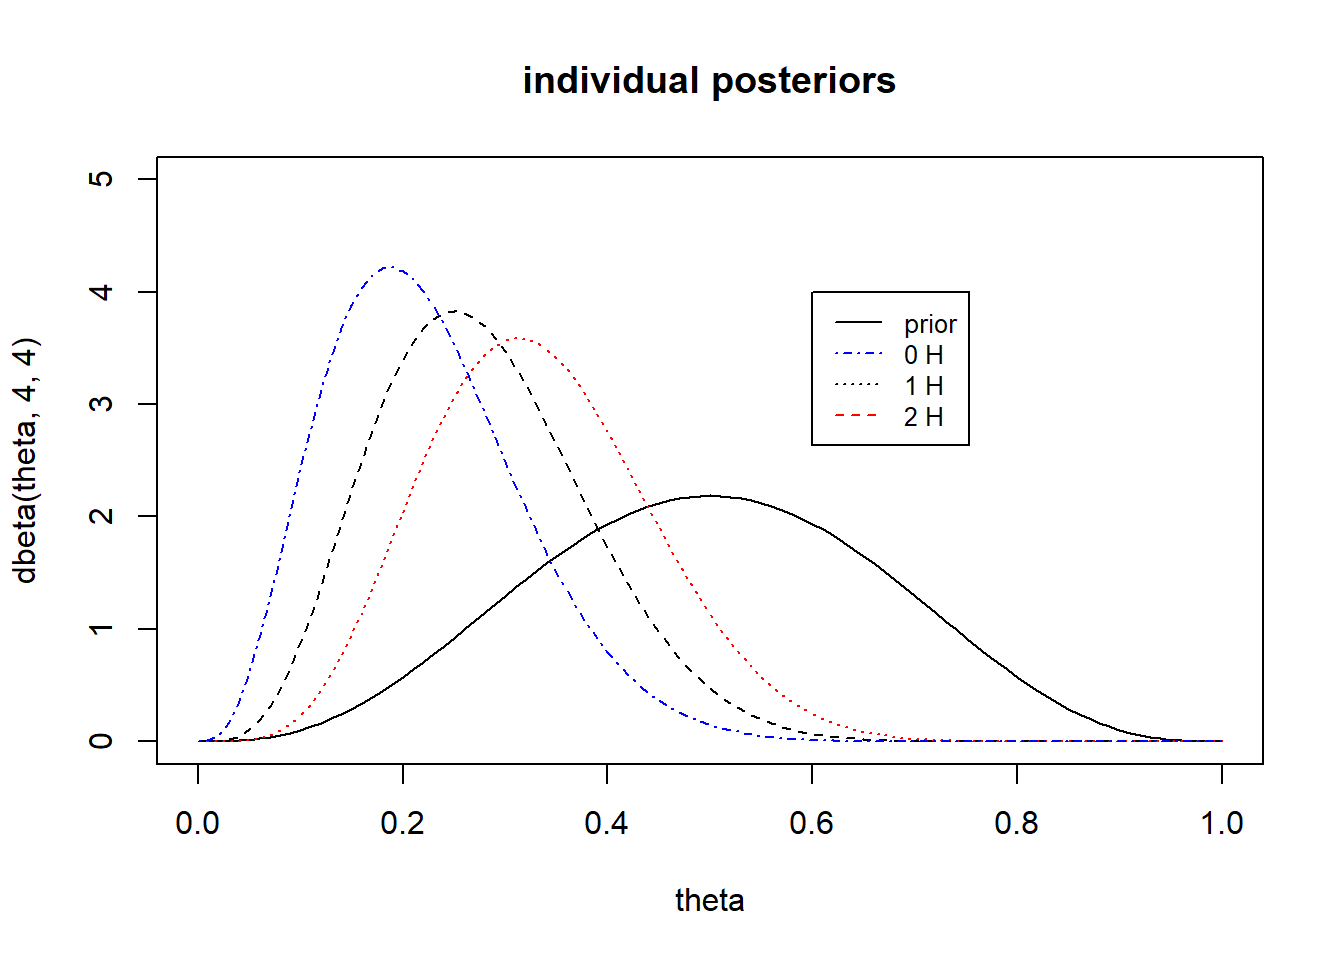 individual posteriors
dbeta(theta, 4, 4)
5
4
3
2
1
0
prior
0 H
1 H
2 H
0.0 0.2 0.4 0.6 0.8 1.0
theta